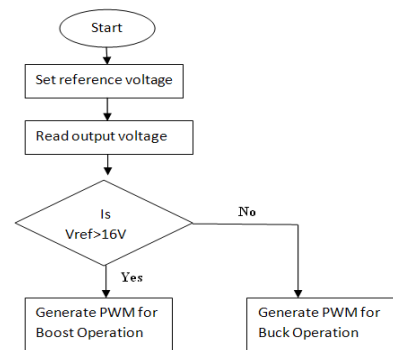 Start
Set reference voltage
Read output voltage
Is
Vref>16V
No
Yes
Generate PWM for
Boost Operation
Generate PWM for
Buck Operation